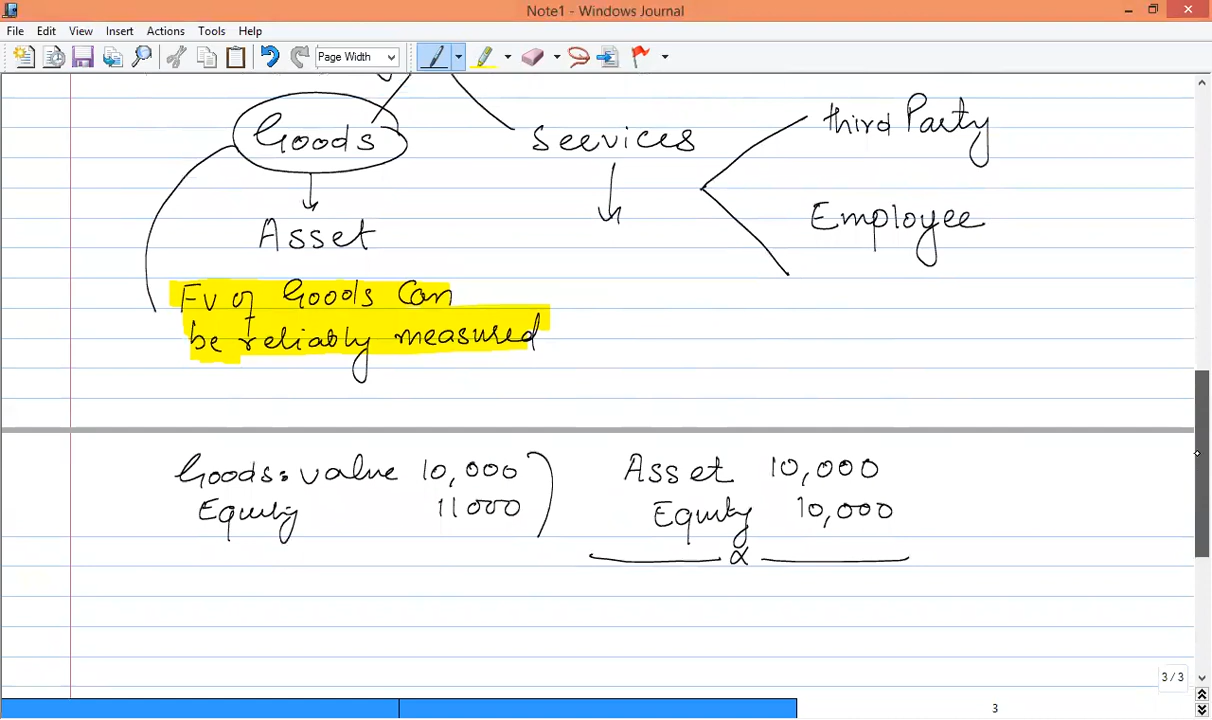 Note1 - Windows Journal
File Edit View Insert Actions Tools Help
Page Width
Goods
Services
third Party
Employee
Asset
Fv of Goods Can
be reliably measured
Goods: value 10,000
Equity 11000
Asset 10,000
Equity 10,000
3 / 3
3